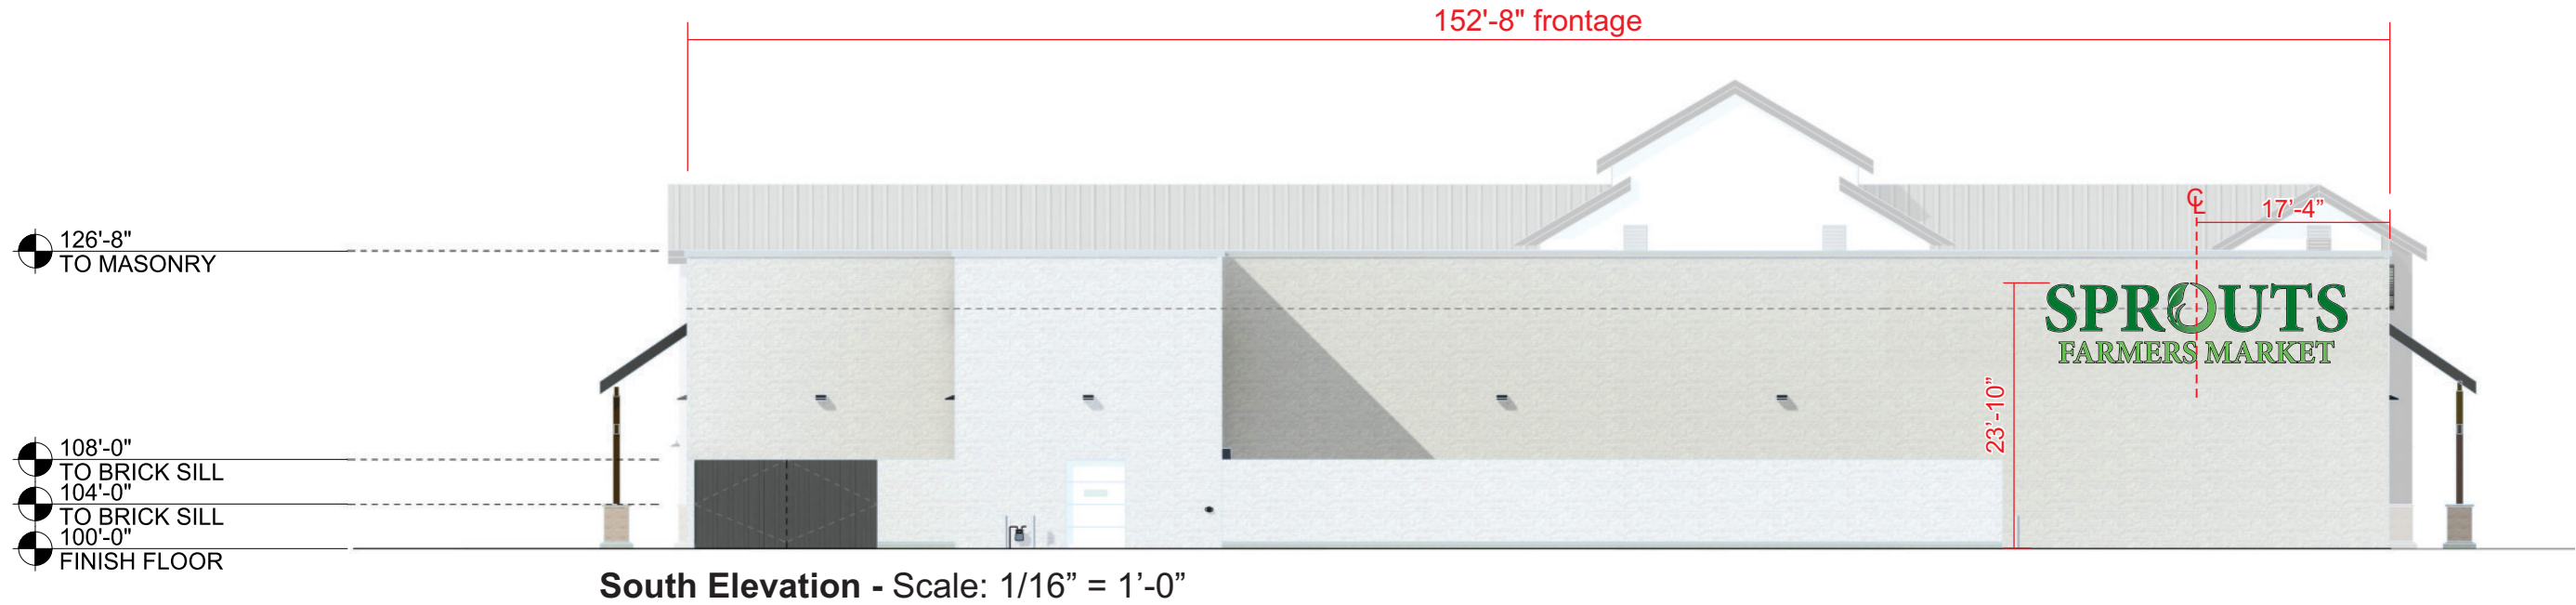 152'-8" frontage
℄
17’-4”
126'-8"
TO MASONRY
SPROUTS
FARMERS MARKET
23’-10”
108'-0"
TO BRICK SILL
104'-0"
TO BRICK SILL
100'-0"
FINISH FLOOR
South Elevation - Scale: 1/16” = 1’-0”